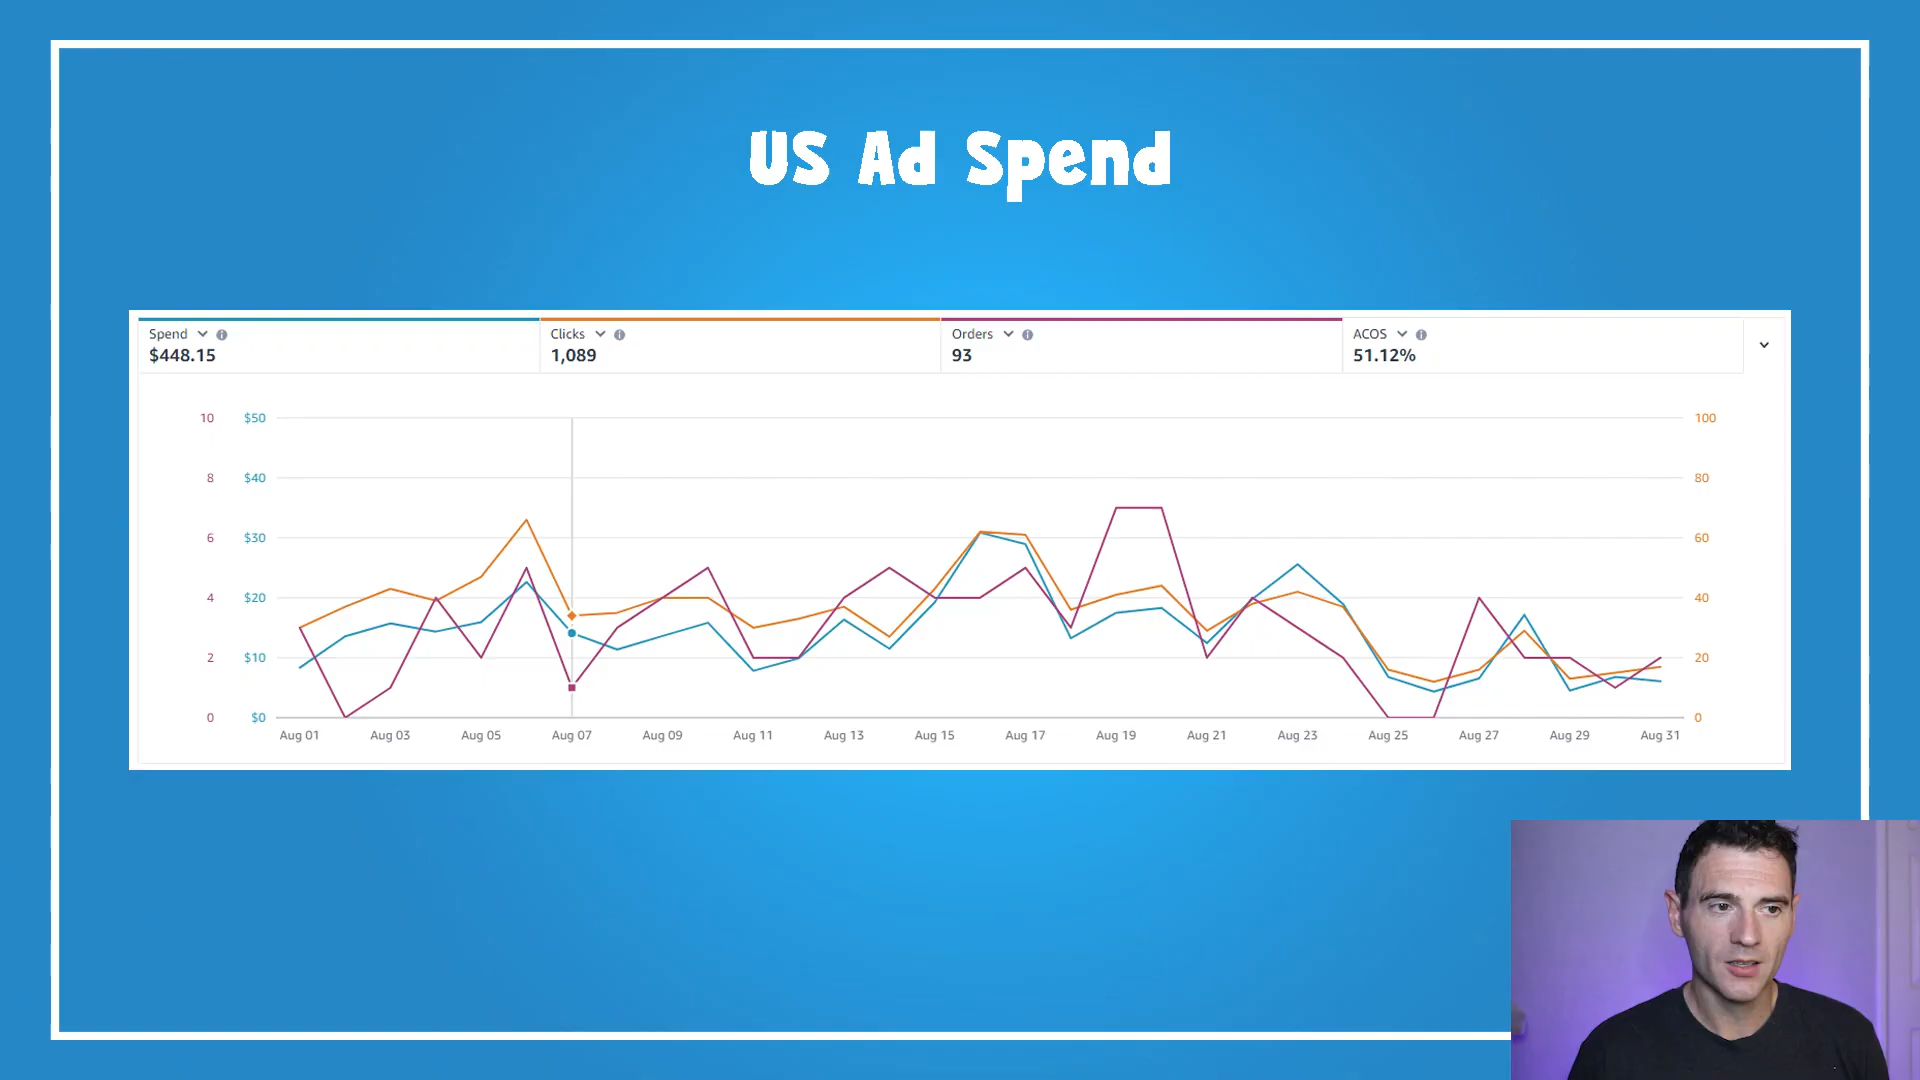 US Ad Spend
Spend Clicks Orders ACOS
$448.15 1,089 93 51.12%
10 $50 100
8 $40 80
6 $30 60
4 $20 40
2 $10 20
0 $0 0
Aug 01 Aug 03 Aug 05 Aug 07 Aug 09 Aug 11 Aug 13 Aug 15 Aug 17 Aug 19 Aug 21 Aug 23 Aug 25 Aug 27 Aug 29 Aug 31